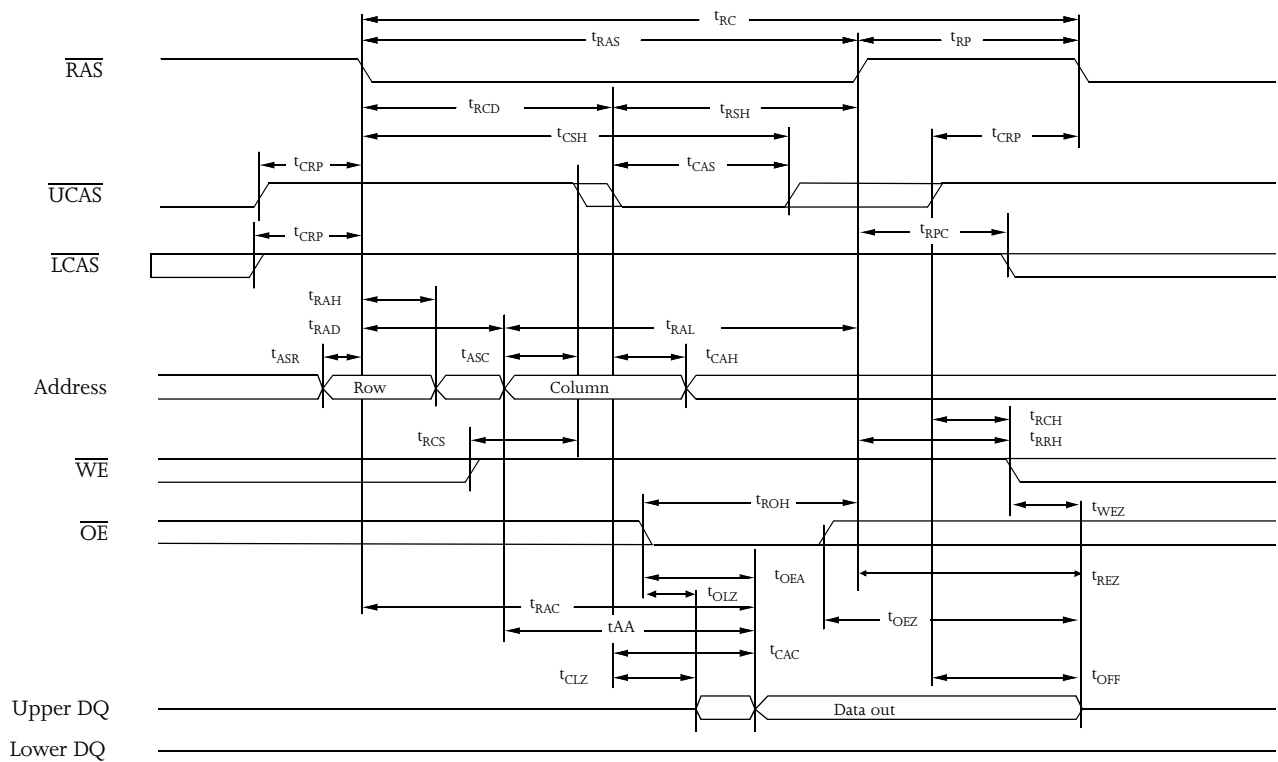 tRC
tRAS
tRP
RAS
tRCD
tRSH
tCSH
tCRP
tCRP
tCAS
UCAS
tCRP
tRPC
LCAS
tRAH
tRAD
tRAL
tASR
tASC
tCAH
Address
Row
Column
tRCH
tRCS
tRRH
WE
tROH
tWEZ
OE
tOEA
tREZ
tOLZ
tRAC
tOEZ
tAA
tCAC
tCLZ
tOFF
Upper DQ
Data out
Lower DQ